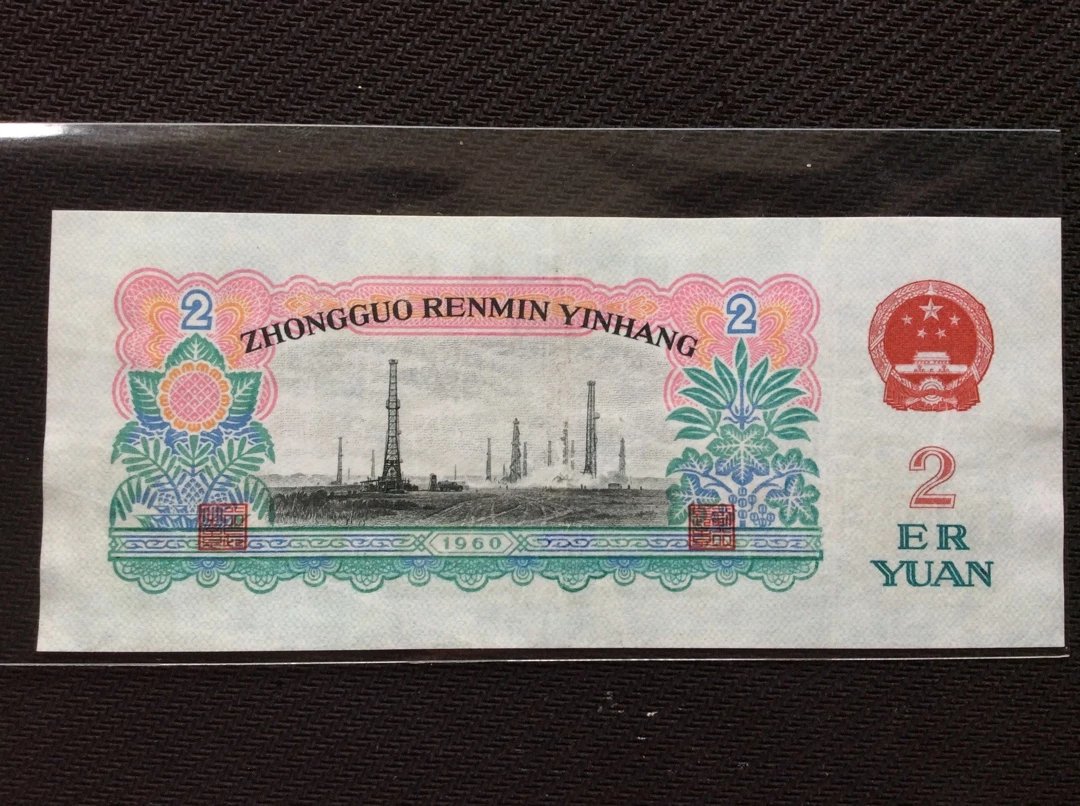 2
2
ZHONGGUO RENMIN YINHANG
1960
2
ER
YUAN